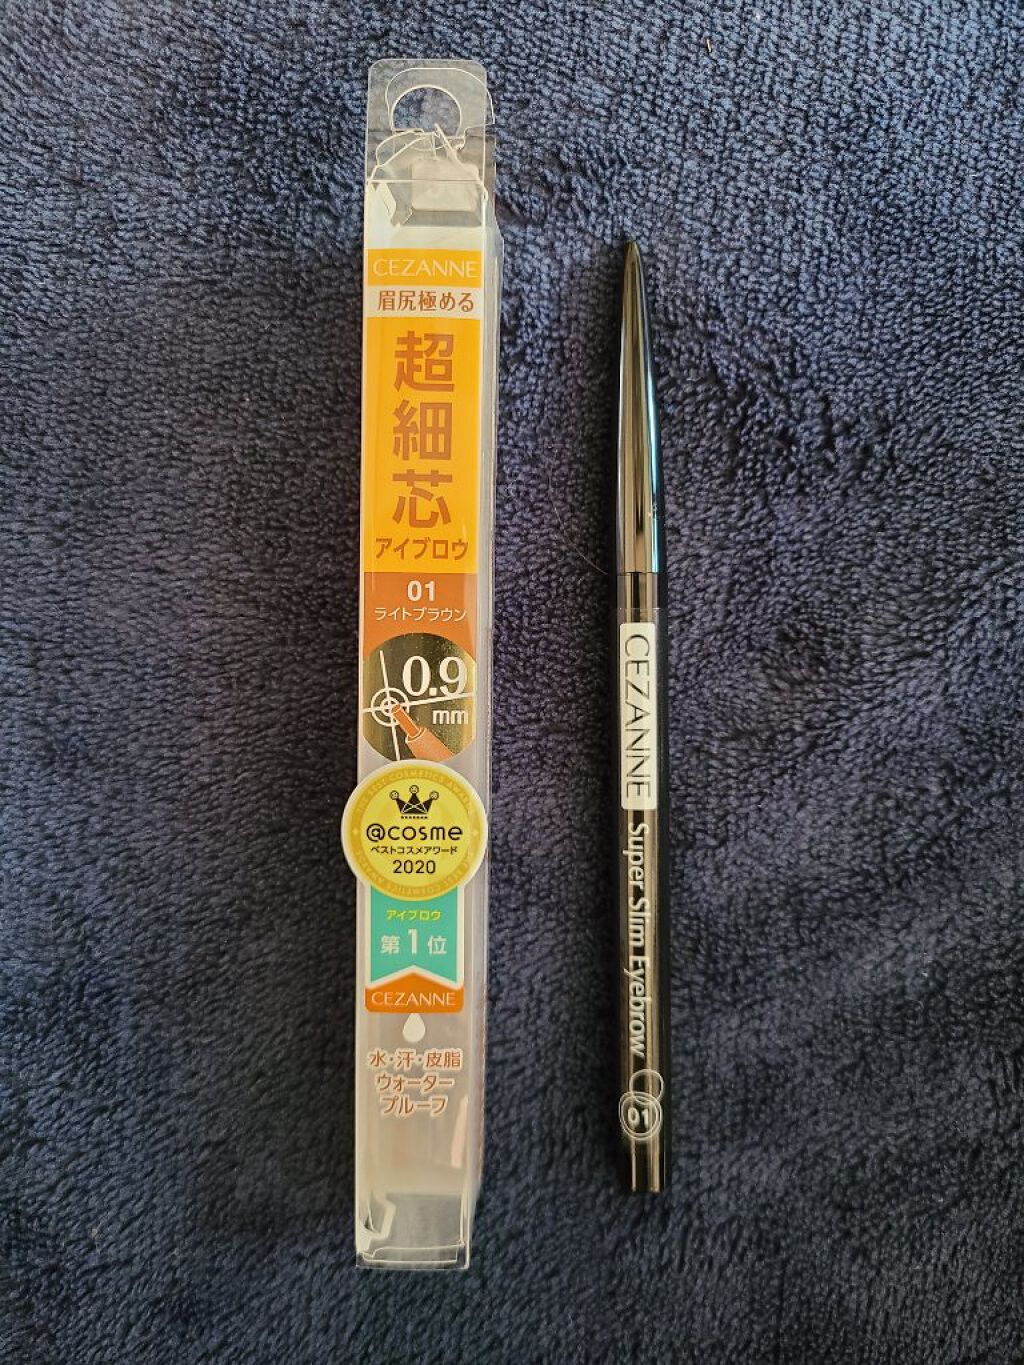 CEZANNE
眉尻極める
超
細
芯
アイブロウ
01
ライトブラウン
0.9
mm
@cosme
ベストコスメアワード
2020
アイブロウ
第1位
CEZANNE
水・汗・皮脂
ウォーター
プルーフ
CEZANNE Super Slim Eyebrow 01